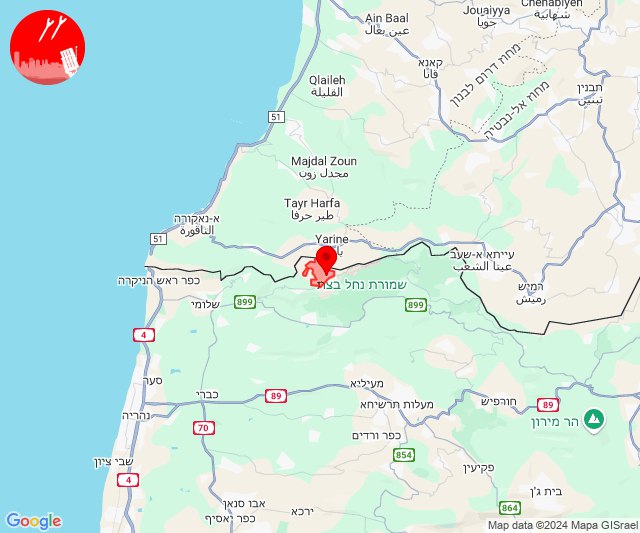 Chehabiyeh
شهابية
Jouaiyya
جويا
Ain Baal
عين بعال
מחוז דרום לבנון
קאנא
قانا
תבנין
تبنين
מחוז אל-נבטיה
Qlaileh
القليلة
51
Majdal Zoun
مجدل زون
Tayr Harfa
طير حرفا
א-נאקורה
الناقورة
51
Yarine
עייתא א-שעב
عيتا الشعب
כפר ראש הניקרה
שמורת נחל בצת
רמיש
رميش
899
899
שלומי
4
סער
כברי
89
מעיליא
נהריה
מעלות תרשיחא
חורפיש
89
הר מירון
70
כפר ורדים
854
שבי ציון
4
פקיעין
אבו סנאן
ירכא
כפר יאסיף
בית ג'ן
864
Google
Map data ©2024 Mapa GISrael